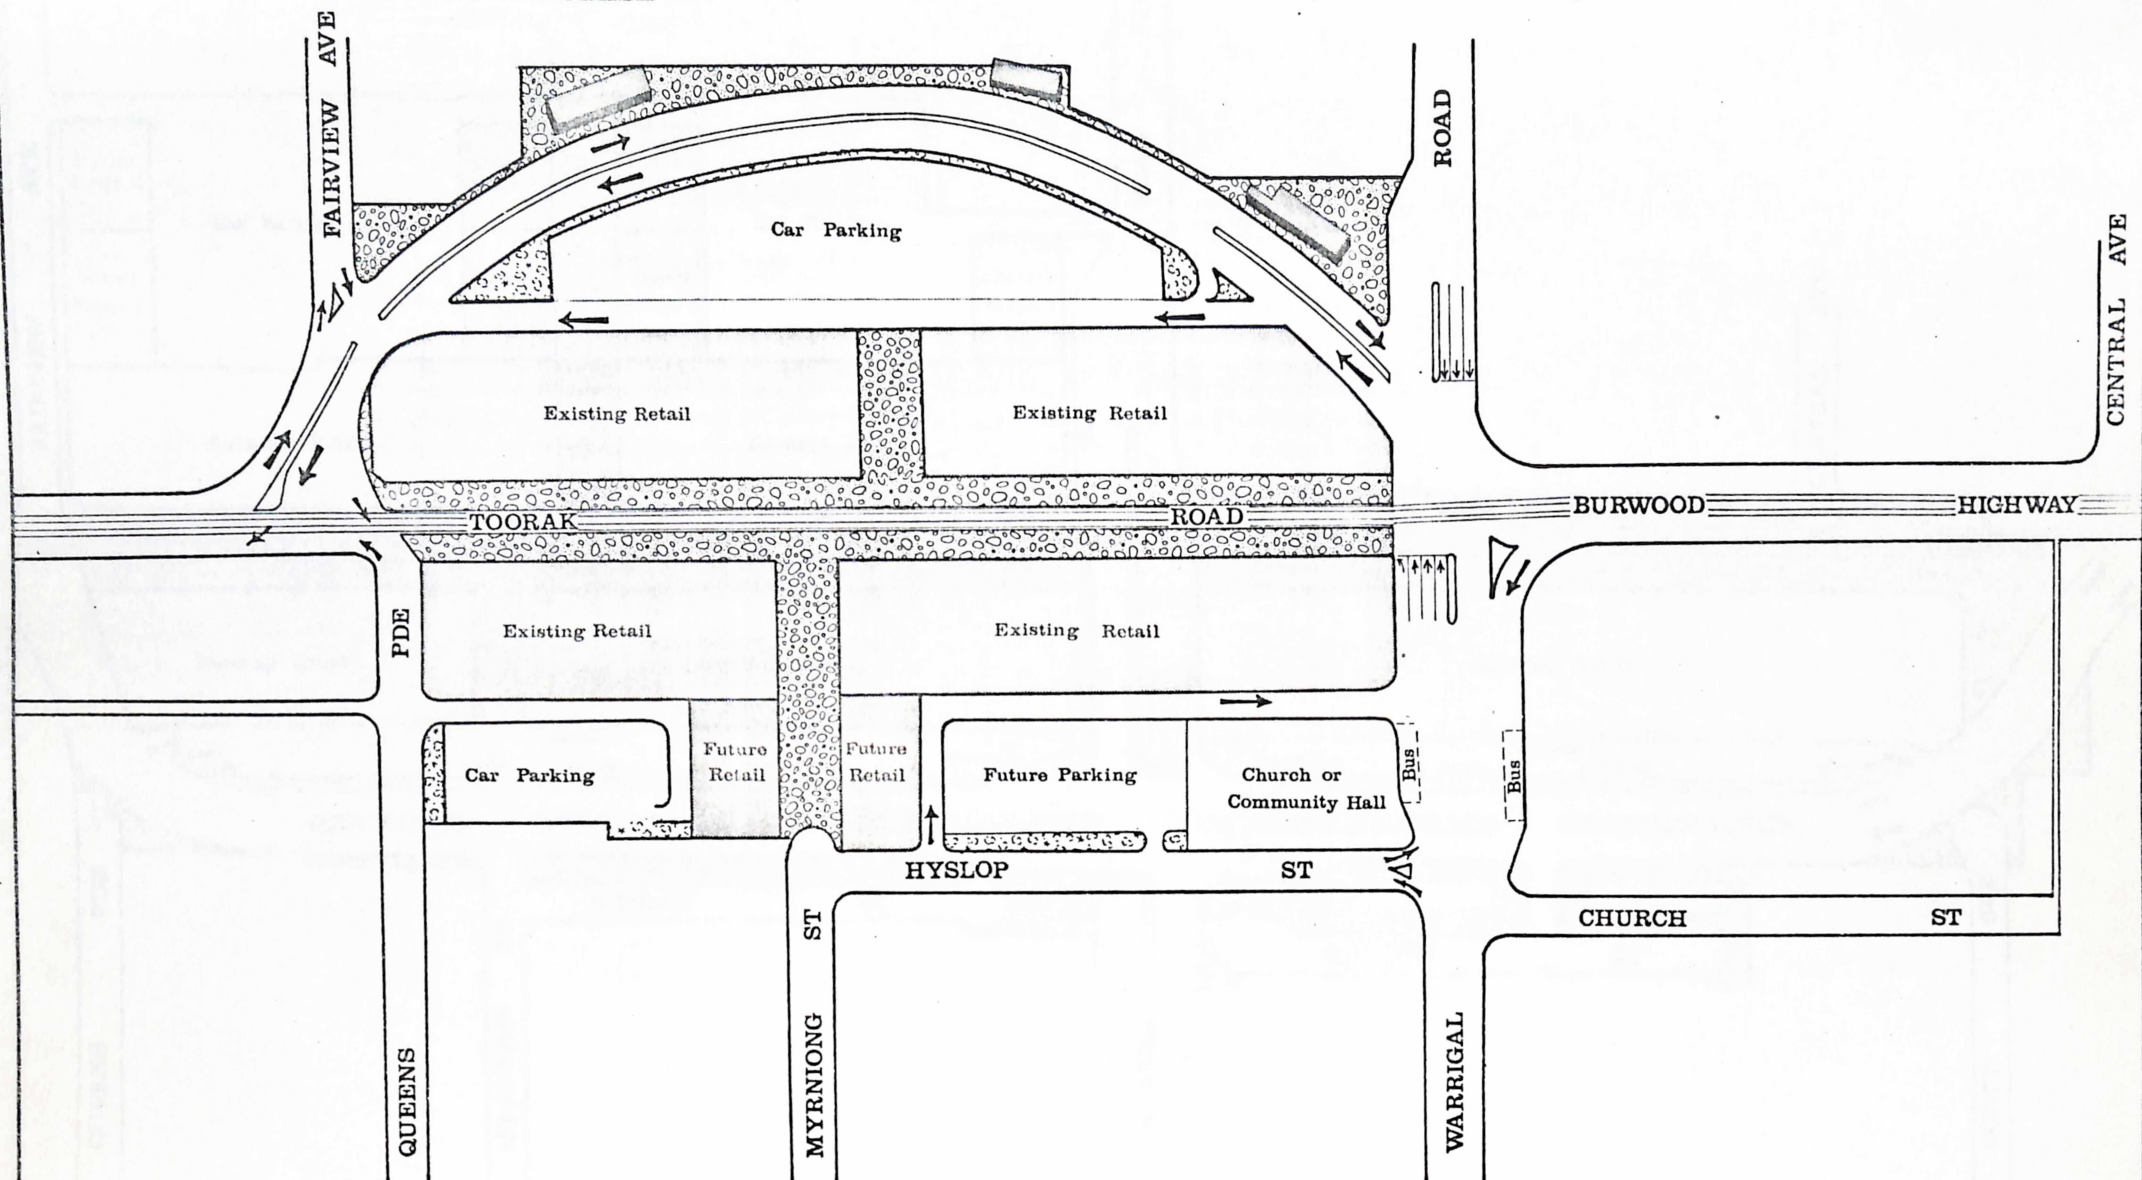 FAIRVIEW AVE
ROAD
CENTRAL AVE
Car Parking
Existing Retail
Existing Retail
TOORAK ROAD
BURWOOD HIGHWAY
PDE
Existing Retail
Existing Retail
Car Parking
Future
Retail
Future
Retail
Future Parking
Church or
Community Hall
Bus
Bus
HYSLOP ST
CHURCH ST
QUEENS
MYRNIONG ST
WARRIGAL